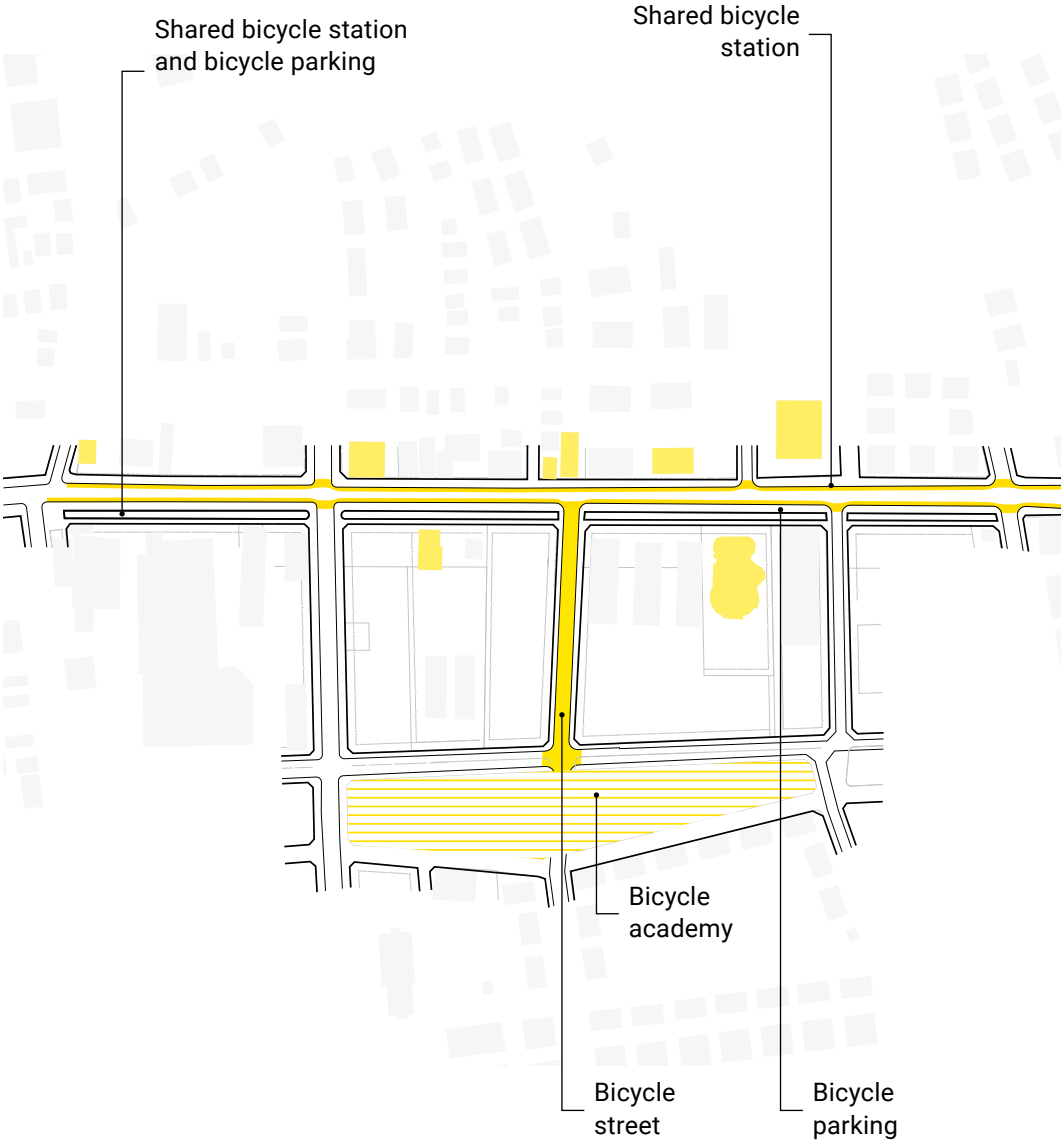 Shared bicycle station
and bicycle parking
Shared bicycle
station
Bicycle
academy
Bicycle
street
Bicycle
parking